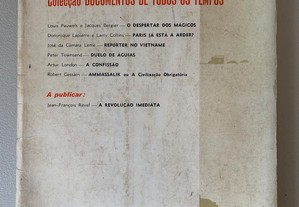 Colecção DOCUMENTOS DE TODOS OS TEMPOS
Louis Pauwels e Jacques Bergier — O DESPERTAR DOS MÁGICOS
Dominique Lapierre e Larry Collins — PARIS JÁ ESTÁ A ARDER?
José da Câmara Leme — REPÓRTER NO VIETNAME
Peter Townsend — DUELO DE ÁGUIAS
Artur London — A CONFISSÃO
Robert Gessain — AMMASSALIK ou A Civilização Obrigatória
A publicar:
Jean-François Revel — A REVOLUÇÃO IMEDIATA